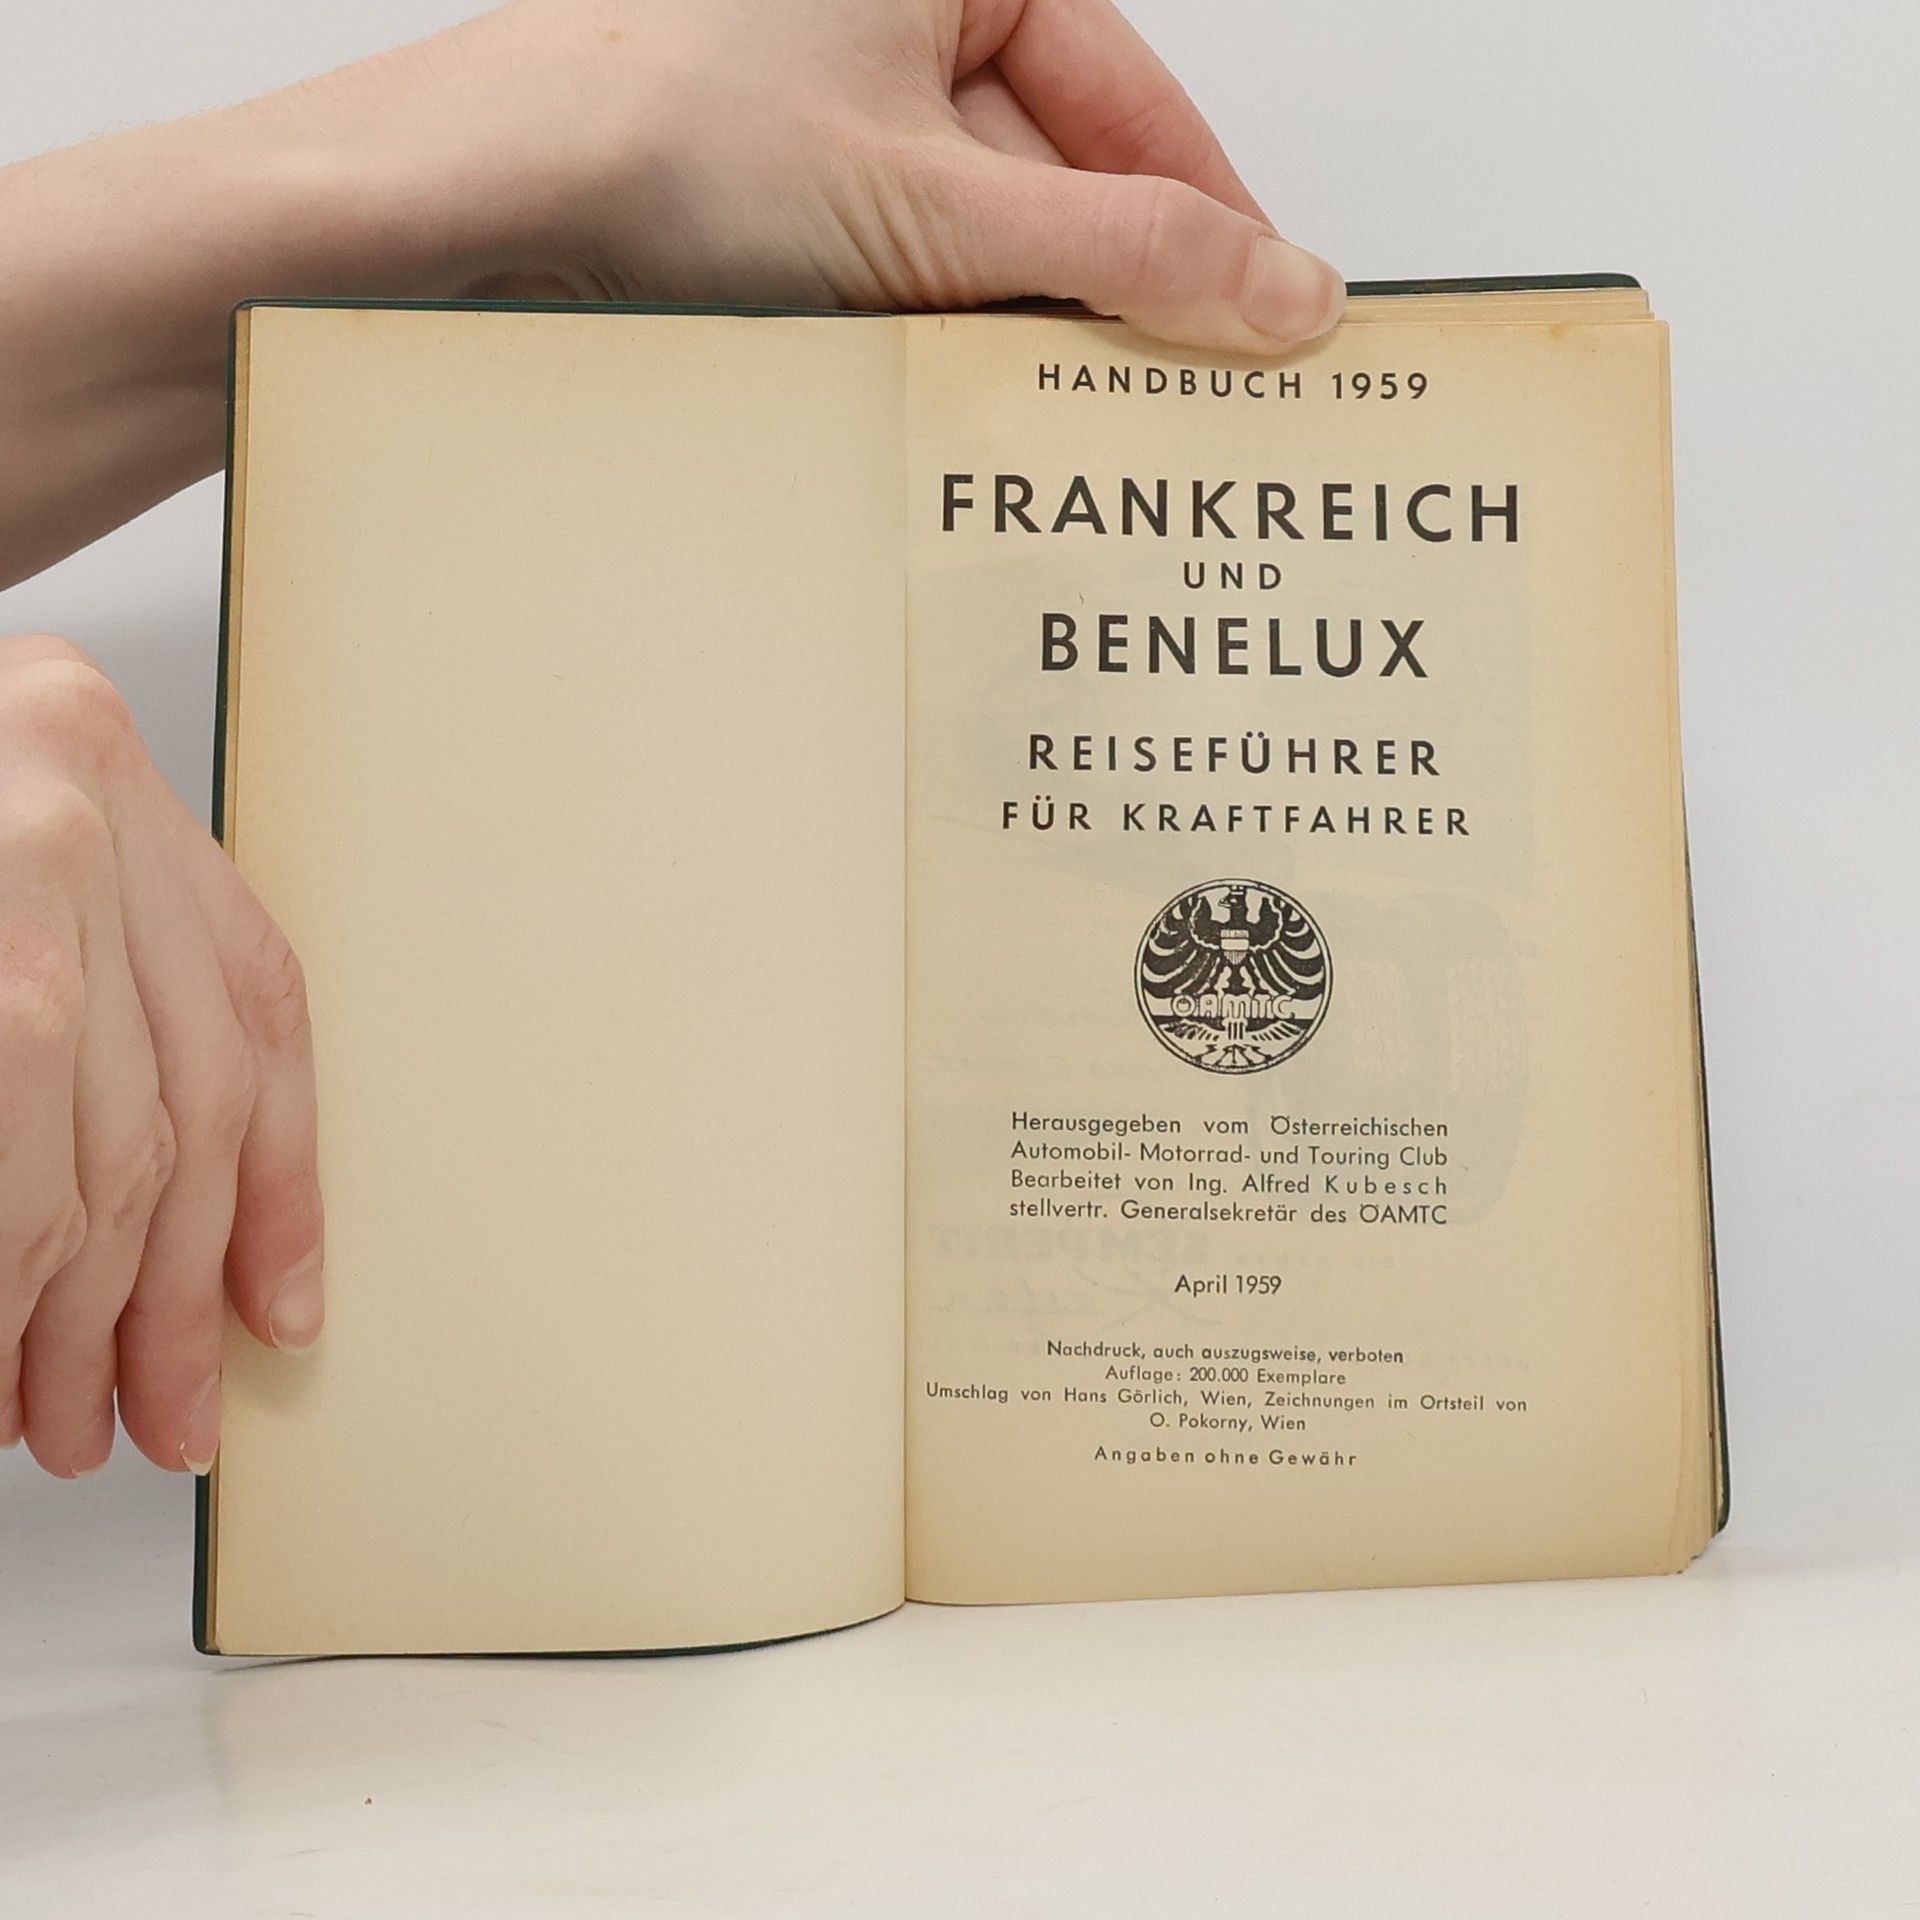 HANDBUCH 1959
FRANKREICH
UND
BENELUX
REISEFÜHRER
FÜR KRAFTFAHRER
ÖAMTC
Herausgegeben vom Österreichischen
Automobil- Motorrad- und Touring Club
Bearbeitet von Ing. Alfred Kubesch
stellvertr. Generalsekretär des ÖAMTC
April 1959
Nachdruck, auch auszugsweise, verboten
Auflage: 200.000 Exemplare
Umschlag von Hans Görlich, Wien, Zeichnungen im Ortsteil von
O. Pokorny, Wien
Angaben ohne Gewähr